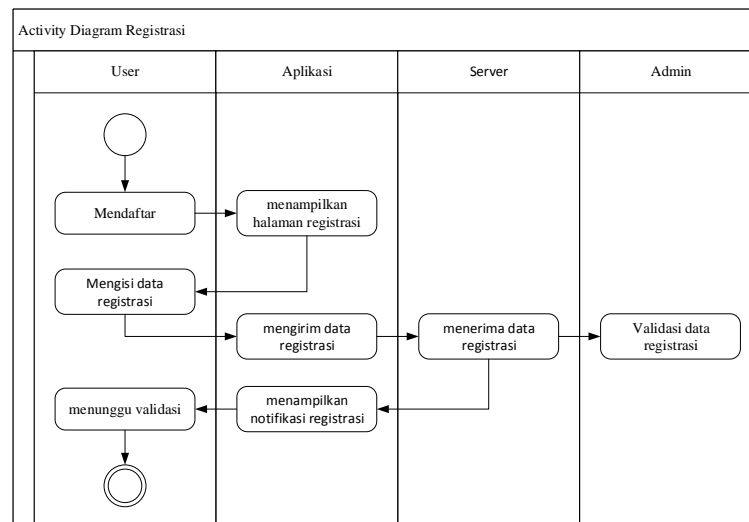 Activity Diagram Registrasi
User
Aplikasi
Server
Admin
Mendaftar
menampilkan
halaman registrasi
Mengisi data
registrasi
mengirim data
registrasi
menerima data
registrasi
Validasi data
registrasi
menunggu validasi
menampilkan
notifikasi registrasi